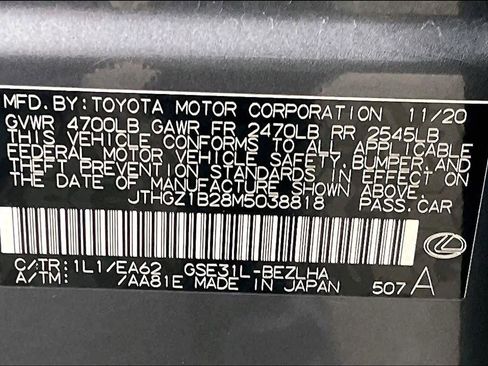 MFD. BY: TOYOTA MOTOR CORPORATION 11/20
GVWR 4700LB GAWR FR 2470LB RR 2545LB
THIS VEHICLE CONFORMS TO ALL APPLICABLE
FEDERAL MOTOR VEHICLE SAFETY, BUMPER, AND
THEFT PREVENTION STANDARDS IN EFFECT ON
THE DATE OF MANUFACTURE SHOWN ABOVE.
JTHGZ1B28M5038818 PASS. CAR
C/TR: 1L1/EA62 GSE31L-BEZLHA
A/TM: /AA81E MADE IN JAPAN 507 A